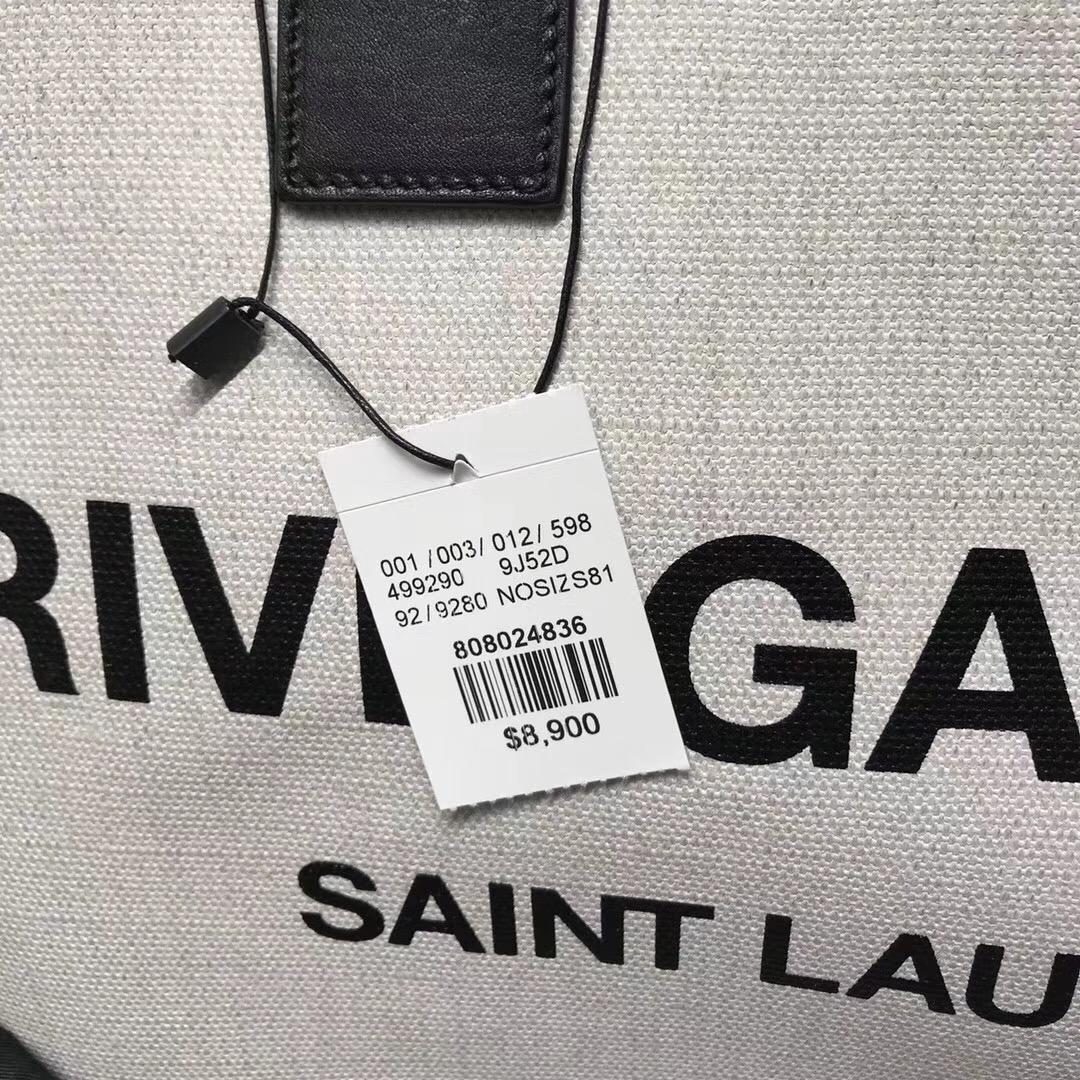 001 /003/ 012/ 598
499290 9J52D
92/9280 NOSIZS81
808024836
$8,900
RIV GA
SAINT LAU